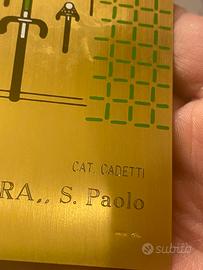 CAT. CADETTI
RA,, S. Paolo
subito